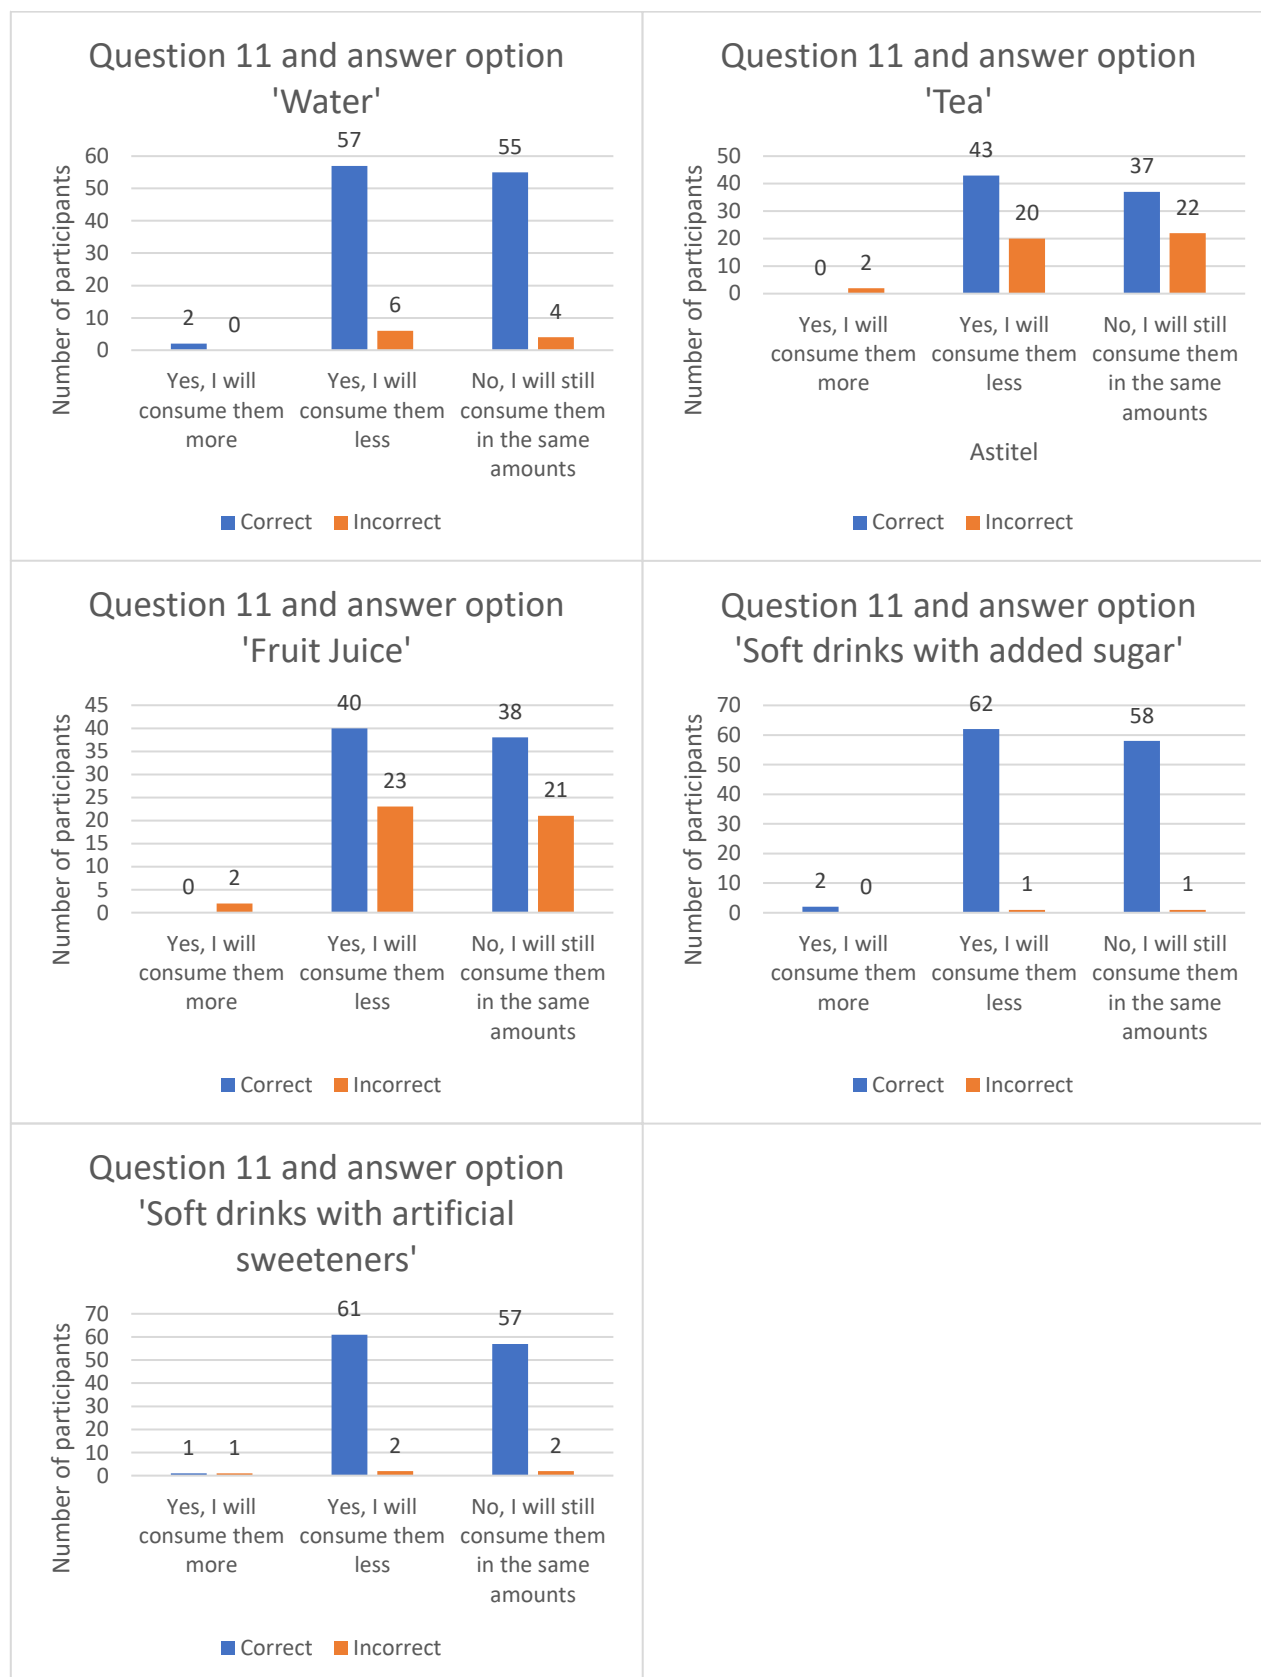 Question 11 and answer option
'Water'
Number of participants
60
50
40
30
20
10
0
2
0
57
6
55
4
Yes, I will
consume them
more
Yes, I will
consume them
less
No, I will still
consume them
in the same
amounts
Correct
Incorrect
Question 11 and answer option
'Tea'
Number of participants
50
40
30
20
10
0
0
2
43
20
37
22
Yes, I will
consume them
more
Yes, I will
consume them
less
No, I will still
consume them
in the same
amounts
Astitel
Correct
Incorrect
Question 11 and answer option
'Fruit Juice'
Number of participants
45
40
35
30
25
20
15
10
5
0
0
2
40
23
38
21
Yes, I will
consume them
more
Yes, I will
consume them
less
No, I will still
consume them
in the same
amounts
Correct
Incorrect
Question 11 and answer option
'Soft drinks with added sugar'
Number of participants
70
60
50
40
30
20
10
0
2
0
62
1
58
1
Yes, I will
consume them
more
Yes, I will
consume them
less
No, I will still
consume them
in the same
amounts
Correct
Incorrect
Question 11 and answer option
'Soft drinks with artificial
sweeteners'
Number of participants
70
60
50
40
30
20
10
0
1
1
61
2
57
2
Yes, I will
consume them
more
Yes, I will
consume them
less
No, I will still
consume them
in the same
amounts
Correct
Incorrect